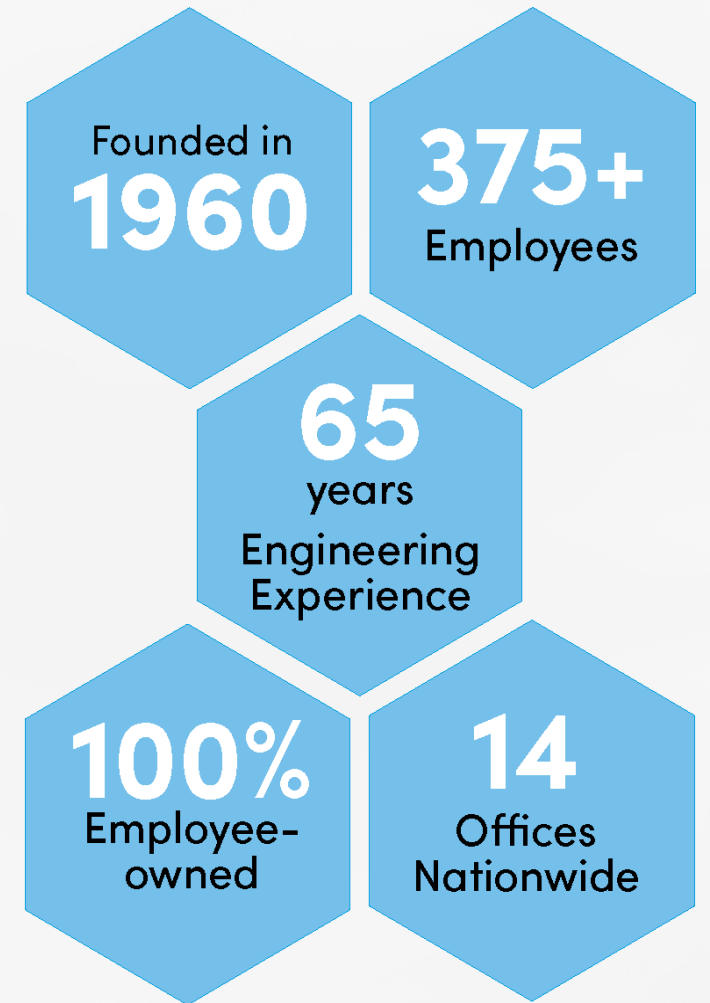 Founded in
1960
375+
Employees
65
years
Engineering
Experience
100%
Employee-
owned
14
Offices
Nationwide